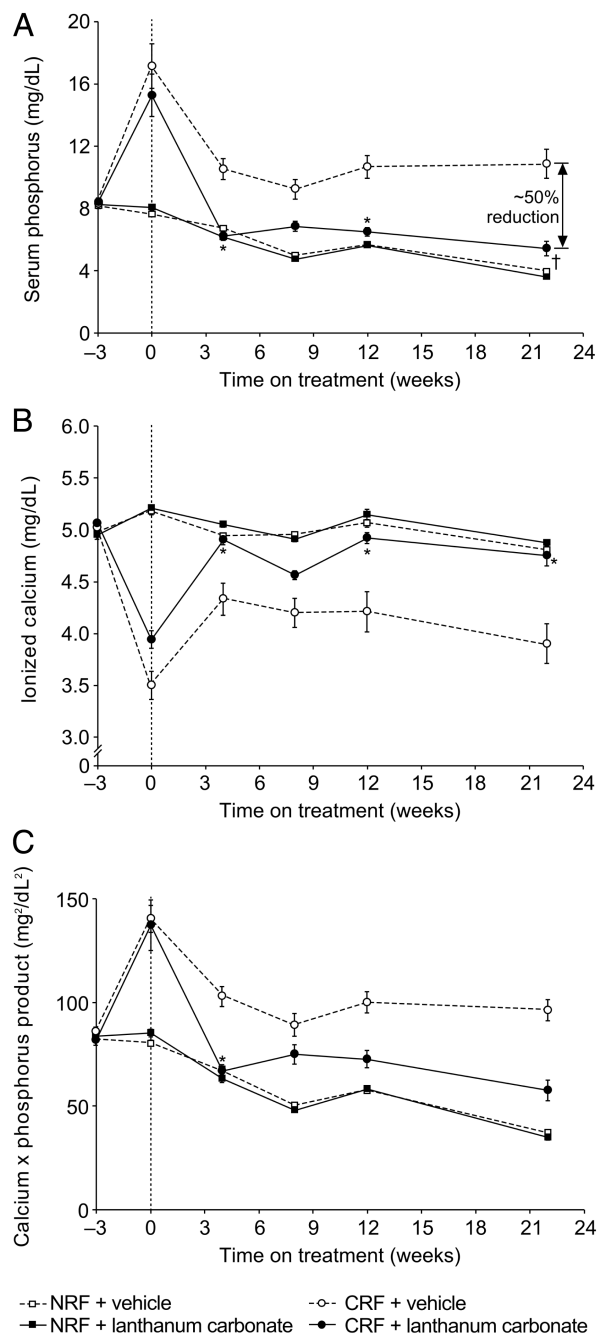 A
Serum phosphorus (mg/dL)
20
16
12
8
4
0
*
*
†
~50%
reduction
–3 0 3 6 9 12 15 18 21 24
Time on treatment (weeks)
B
Ionized calcium (mg/dL)
6.0
5.5
5.0
4.5
4.0
3.5
3.0
0
*
*
*
–3 0 3 6 9 12 15 18 21 24
Time on treatment (weeks)
C
Calcium x phosphorus product (mg²/dL²)
150
100
50
0
*
–3 0 3 6 9 12 15 18 21 24
Time on treatment (weeks)
NRF + vehicle CRF + vehicle
NRF + lanthanum carbonate CRF + lanthanum carbonate